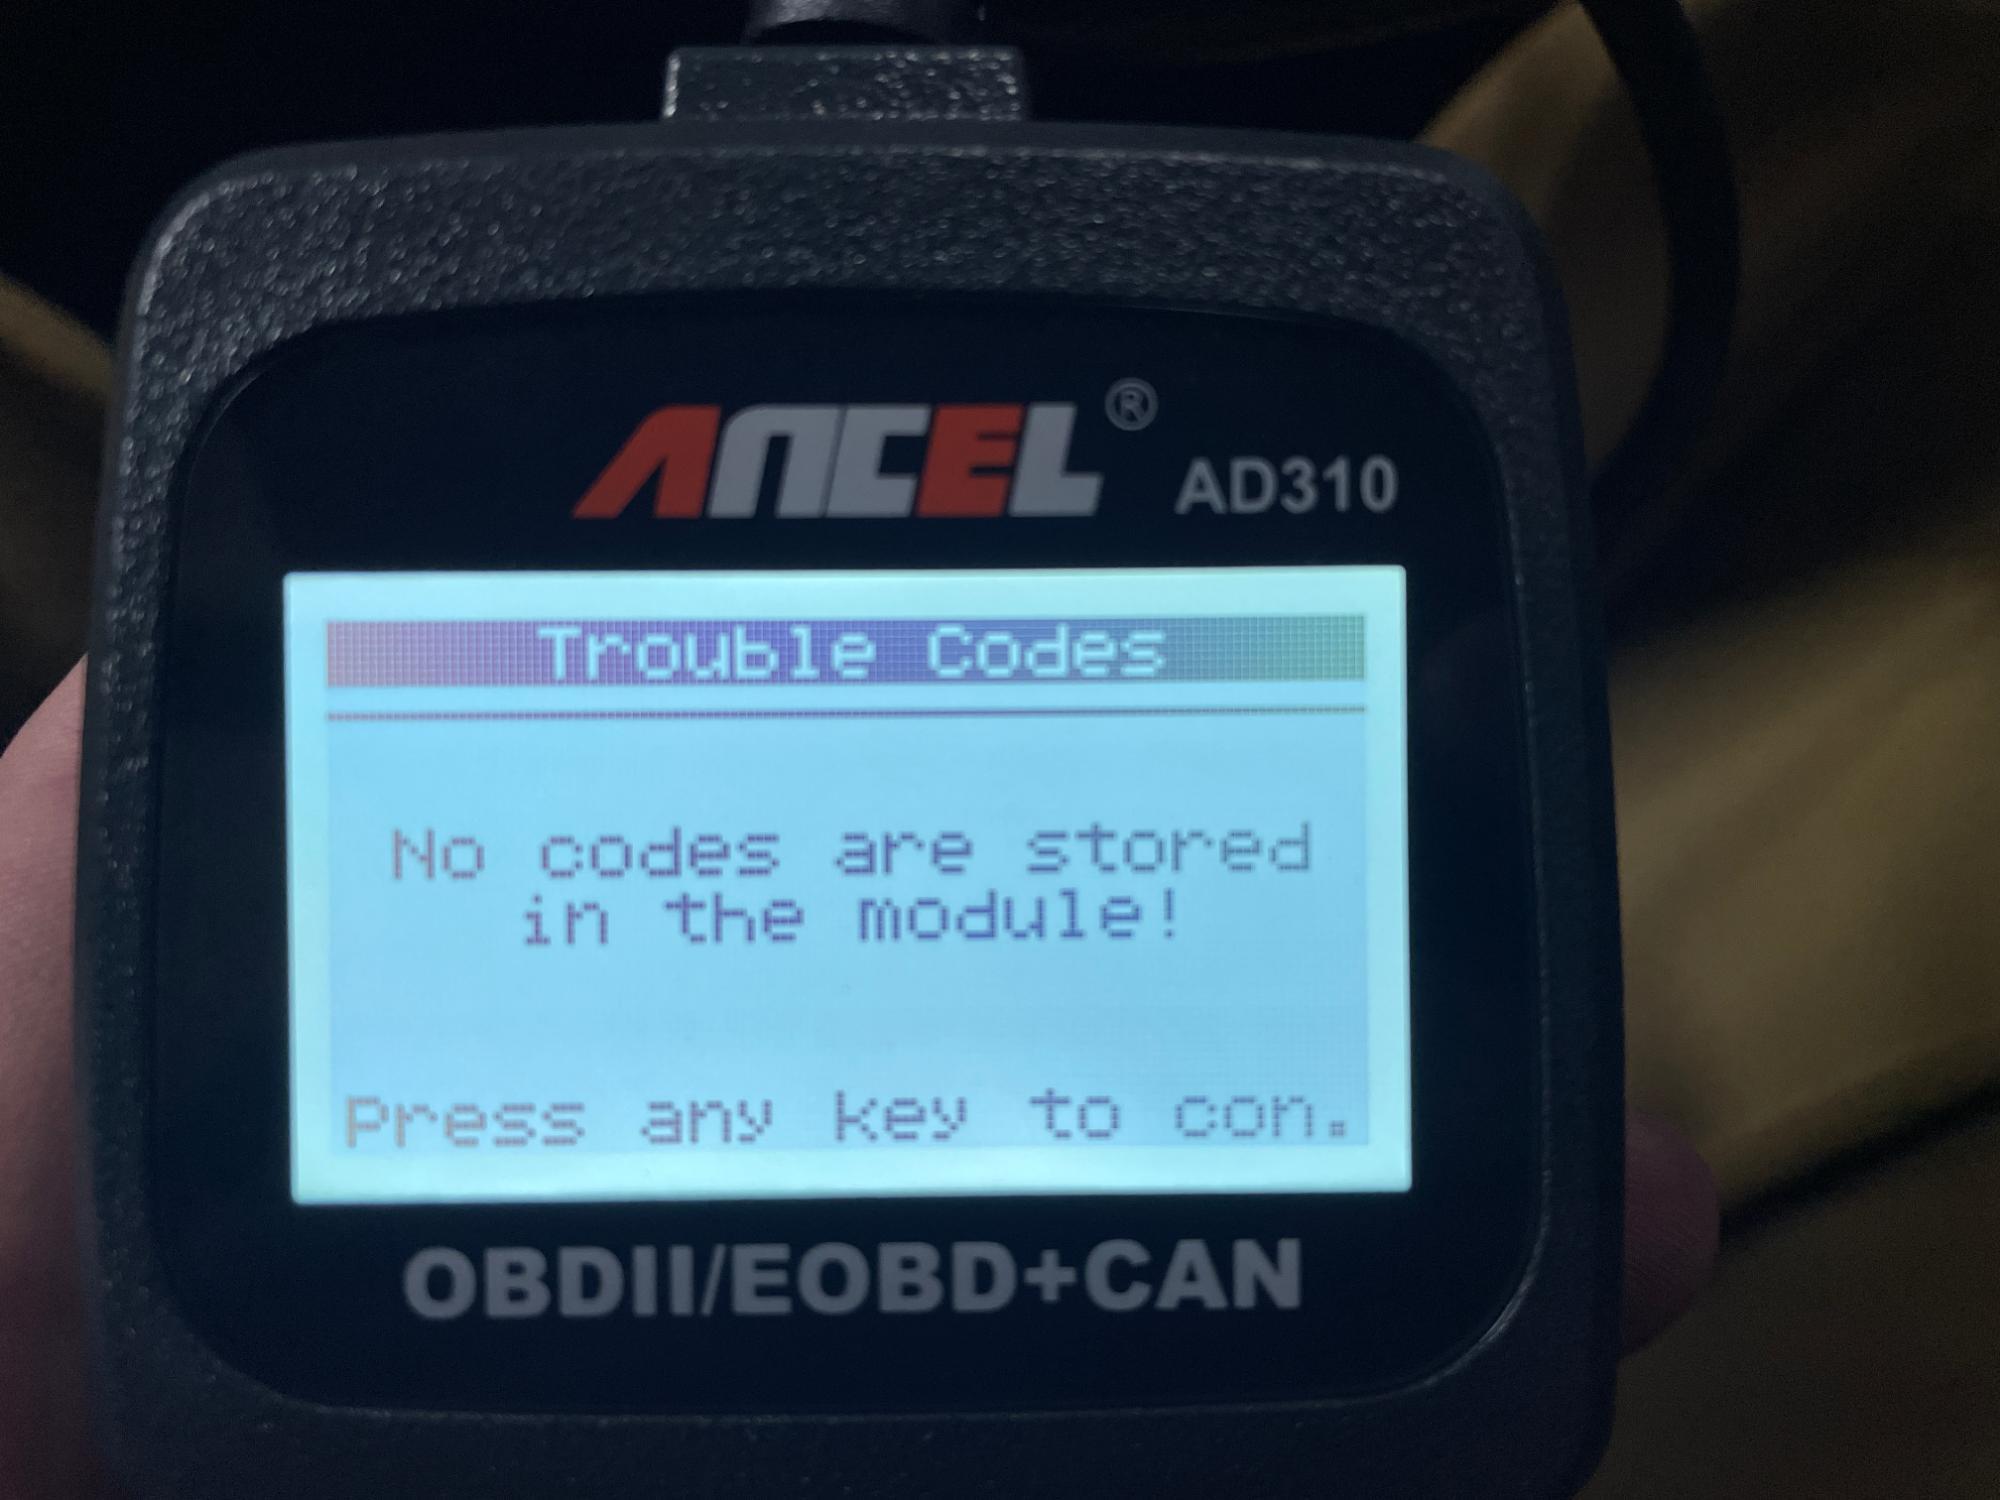 ANCEL® AD310
Trouble Codes
No codes are stored
in the module!
Press any key to con.
OBDII/EOBD+CAN